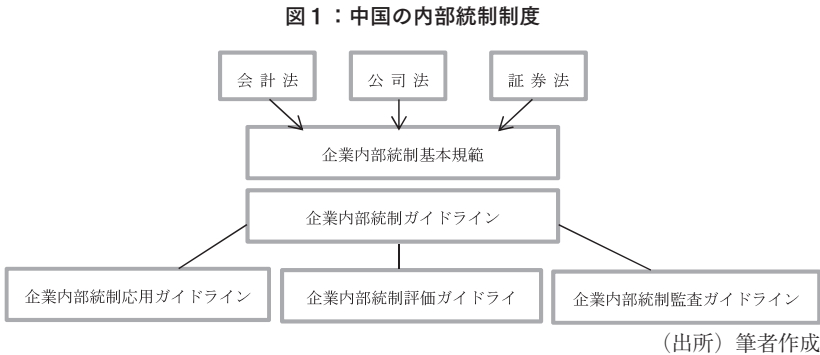 図1：中国の内部統制制度
会 計 法
公 司 法
証 券 法
企業内部統制基本規範
企業内部統制ガイドライン
企業内部統制応用ガイドライン
企業内部統制評価ガイドライ
企業内部統制監査ガイドライン
（出所）筆者作成